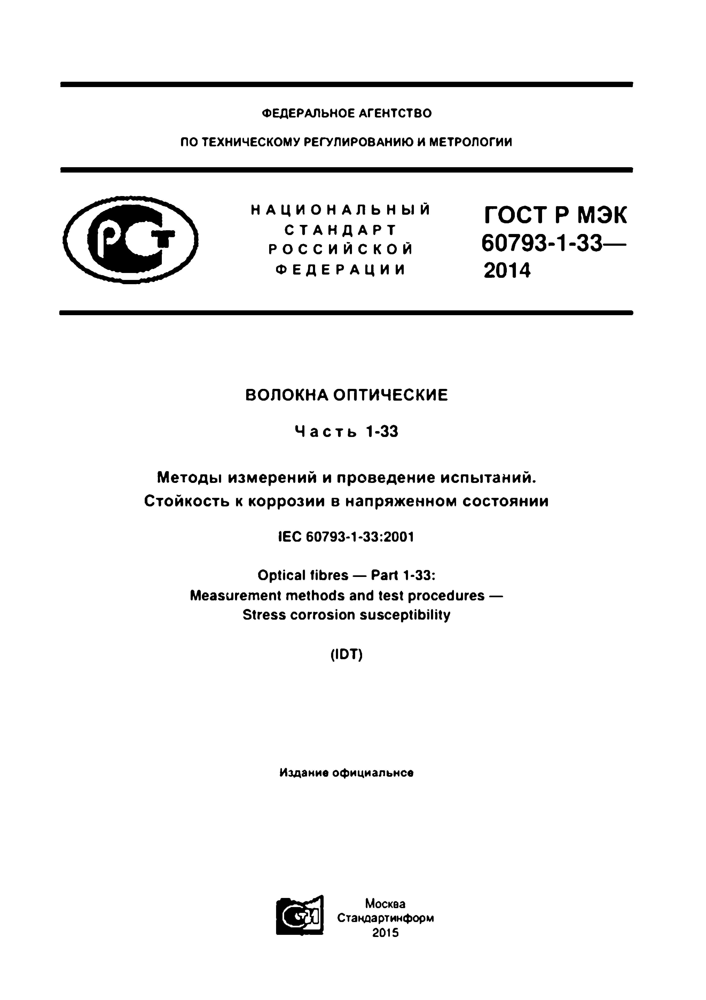 ФЕДЕРАЛЬНОЕ АГЕНТСТВО
ПО ТЕХНИЧЕСКОМУ РЕГУЛИРОВАНИЮ И МЕТРОЛОГИИ
НАЦИОНАЛЬНЫЙ
СТАНДАРТ
РОССИЙСКОЙ
ФЕДЕРАЦИИ
ГОСТ Р МЭК
60793-1-33—
2014
ВОЛОКНА ОПТИЧЕСКИЕ
Часть 1-33
Методы измерений и проведение испытаний.
Стойкость к коррозии в напряженном состоянии
IEC 60793-1-33:2001
Optical fibres — Part 1-33:
Measurement methods and test procedures —
Stress corrosion susceptibility
(IDT)
Издание официальное
Москва
Стандартинформ
2015